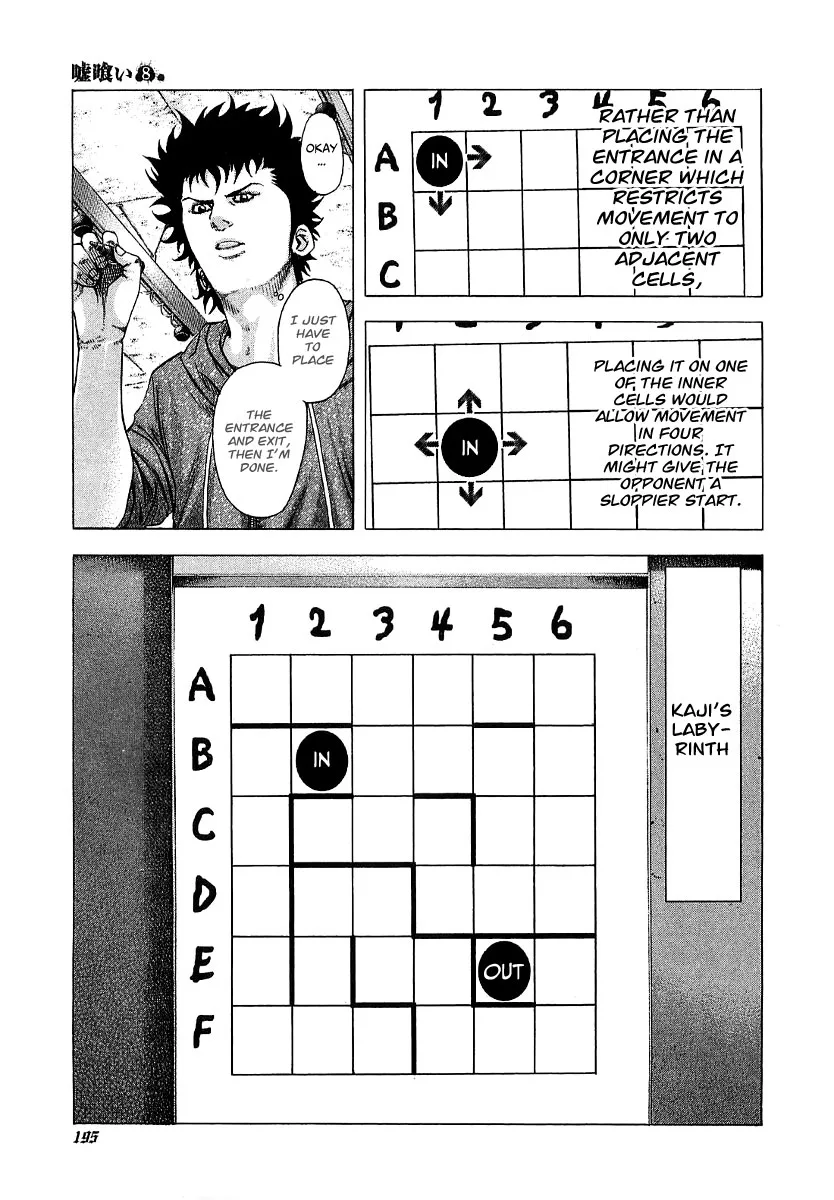 嘘喰い 8
OKAY
...
I JUST
HAVE
TO
PLACE
THE
ENTRANCE
AND EXIT,
THEN I'M
DONE.
1 2 3 4 5 6
A
B
C
IN
RATHER THAN
PLACING THE
ENTRANCE IN A
CORNER WHICH
RESTRICTS
MOVEMENT TO
ONLY TWO
ADJACENT
CELLS,
IN
PLACING IT ON ONE
OF THE INNER
CELLS WOULD
ALLOW MOVEMENT
IN FOUR
DIRECTIONS. IT
MIGHT GIVE THE
OPPONENT A
SLOPPIER START.
1 2 3 4 5 6
A
B
IN
C
D
E
OUT
F
KAJI'S
LABY-
RINTH
195